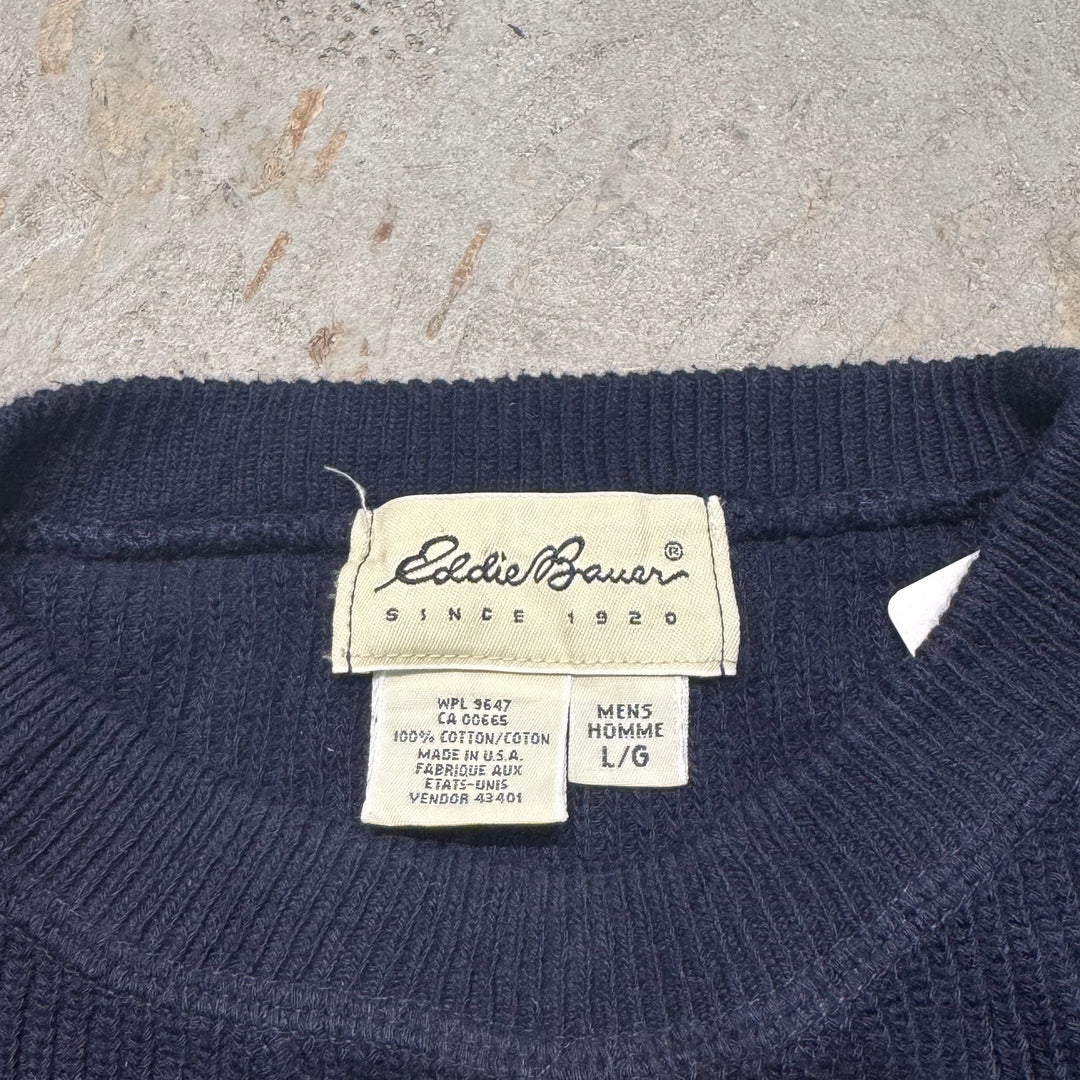 Eddie Bauer®
SINCE 1920
WPL 9647
CA 00665
100% COTTON/COTON
MADE IN U.S.A.
FABRIQUE AUX
ETATS-UNIS
VENDOR 43401
MENS
HOMME
L/G